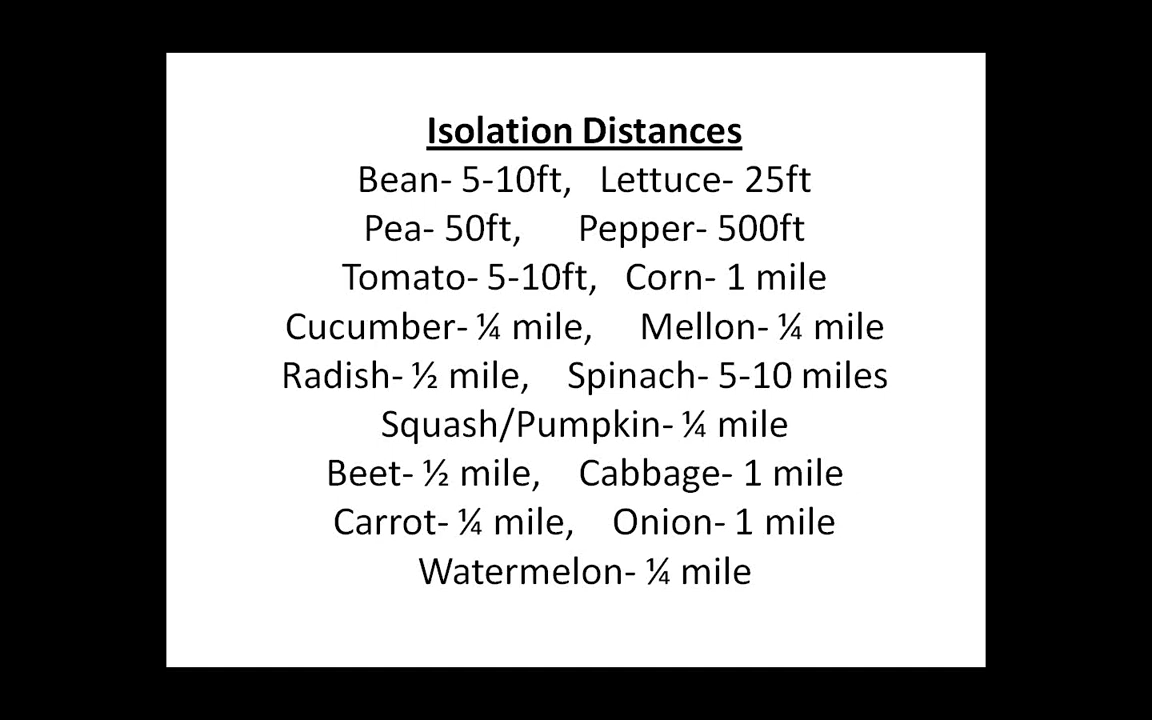 Isolation Distances
Bean- 5-10ft, Lettuce- 25ft
Pea- 50ft, Pepper- 500ft
Tomato- 5-10ft, Corn- 1 mile
Cucumber- ¼ mile, Mellon- ¼ mile
Radish- ½ mile, Spinach- 5-10 miles
Squash/Pumpkin- ¼ mile
Beet- ½ mile, Cabbage- 1 mile
Carrot- ¼ mile, Onion- 1 mile
Watermelon- ¼ mile